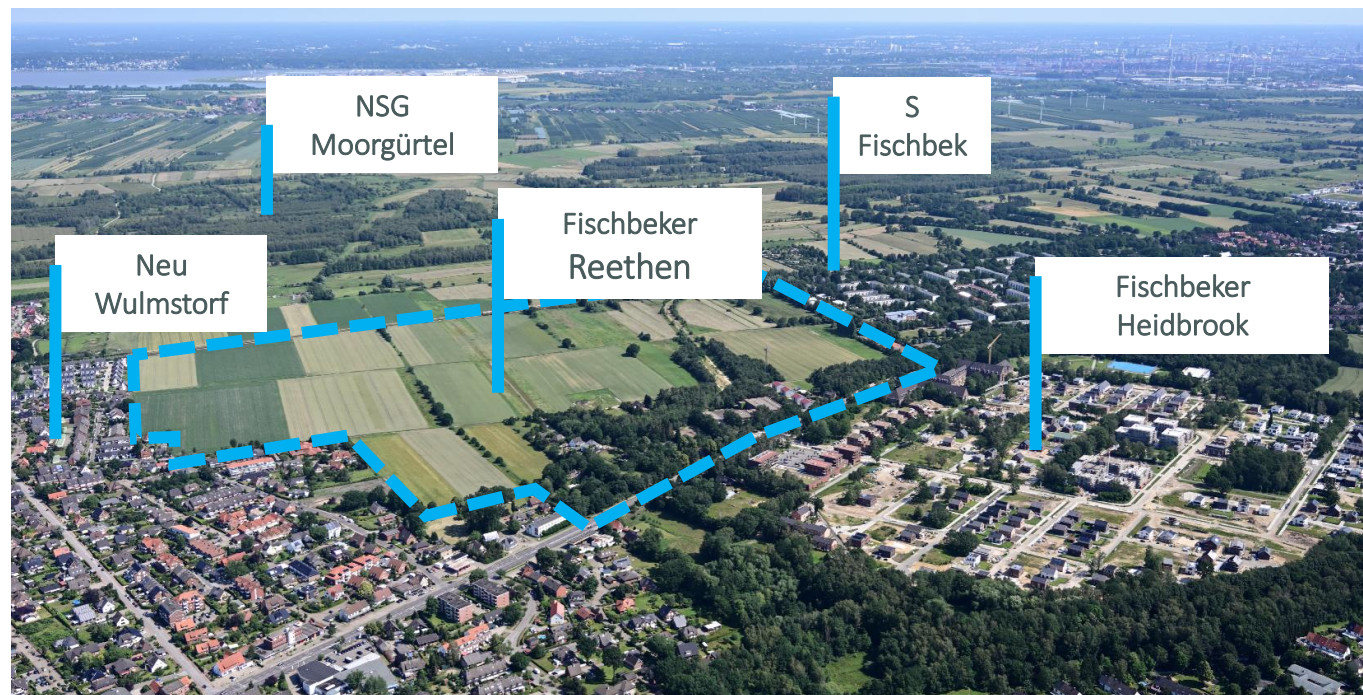 NSG
Moorgürtel
S
Fischbek
Fischbeker
Reethen
Neu
Wulmstorf
Fischbeker
Heidbrook